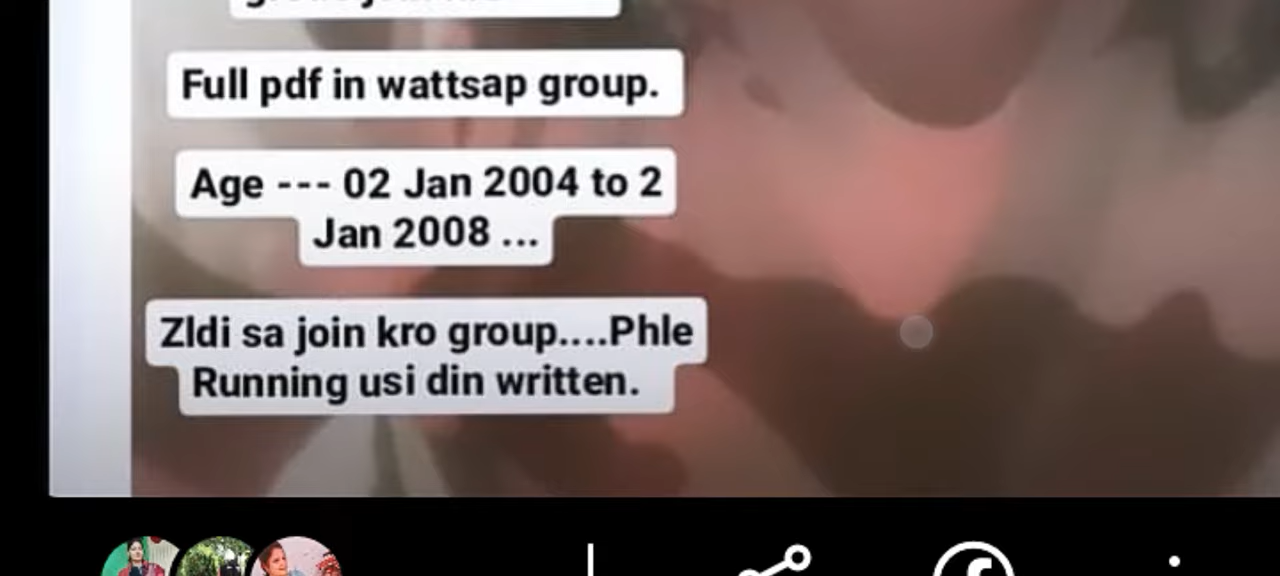 Full pdf in wattsap group.
Age --- 02 Jan 2004 to 2
Jan 2008 ...
Zldi sa join kro group....Phle
Running usi din written.